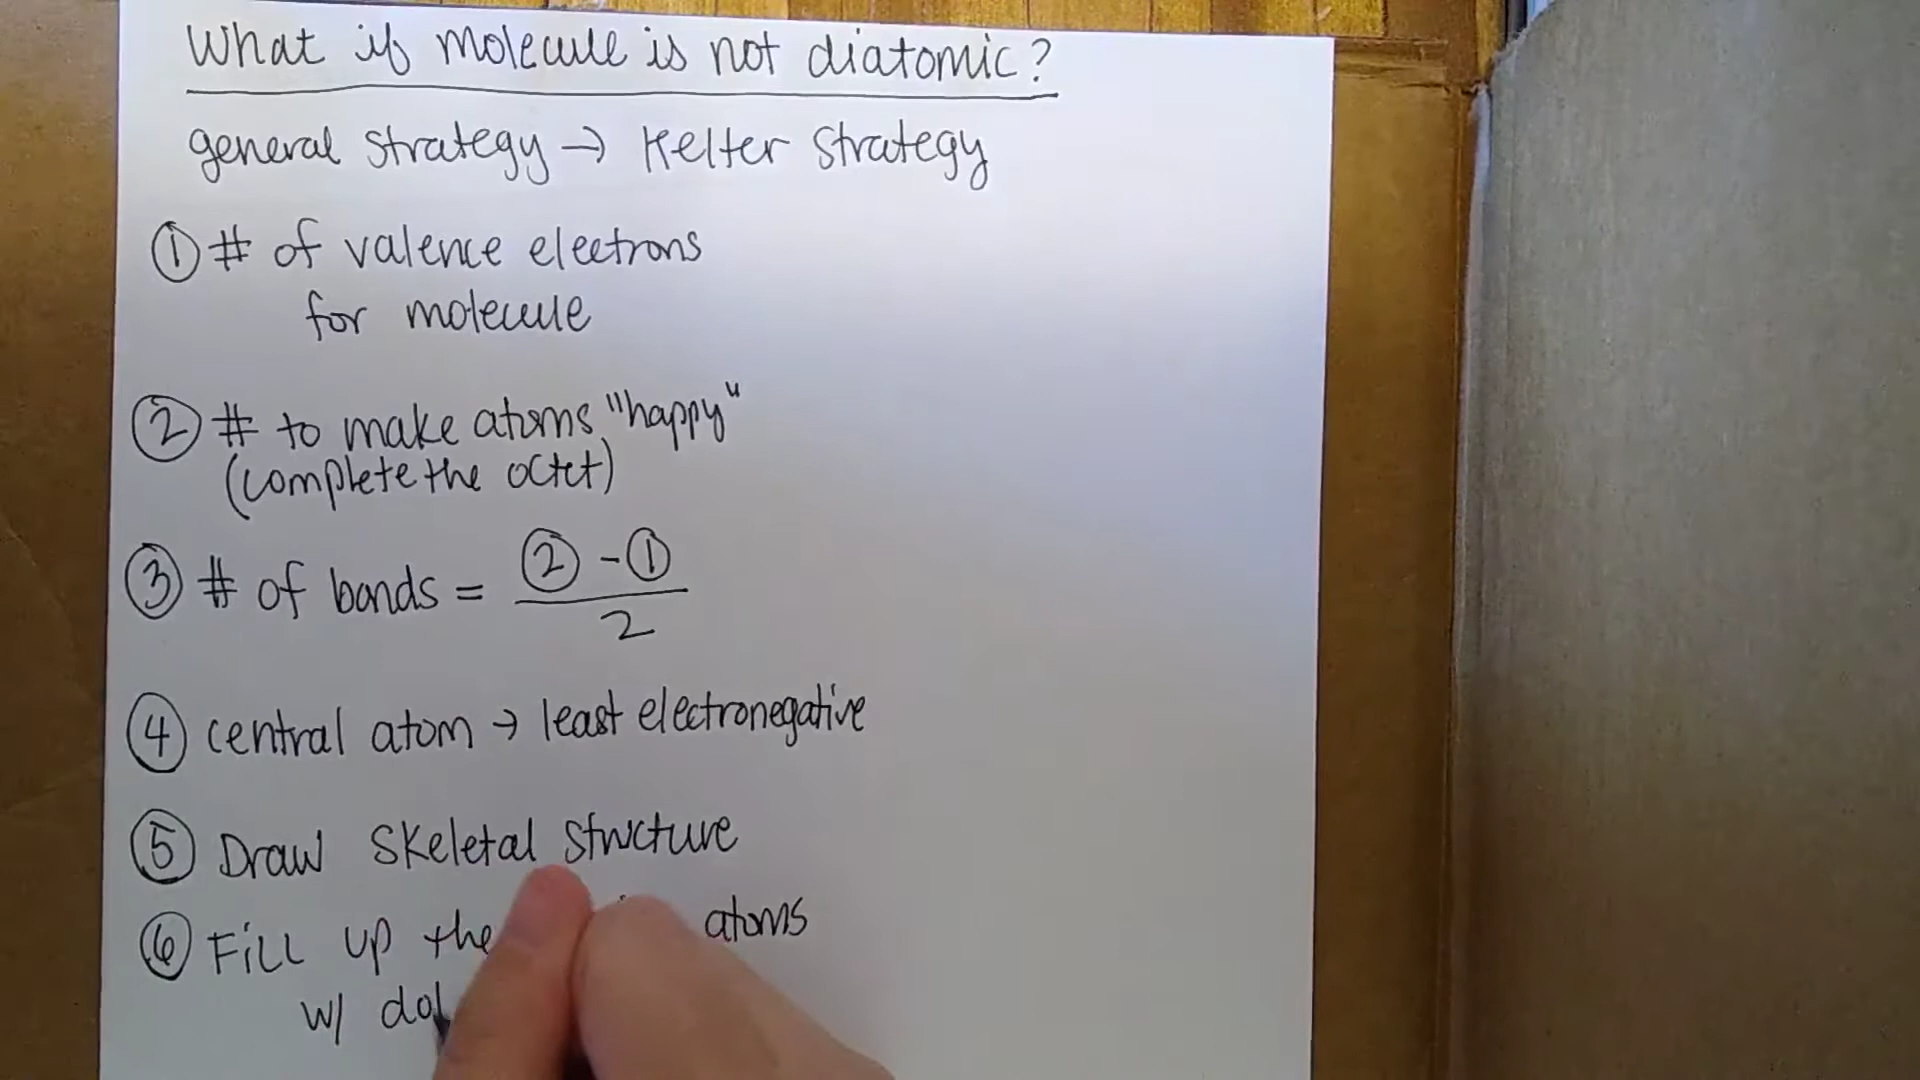 What if molecule is not diatomic?
general strategy → Kelter strategy
① # of valence electrons
for molecule
② # to make atoms "happy"
(complete the octet)
③ # of bonds = ② - ①
2
④ central atom → least electronegative
⑤ Draw skeletal structure
⑥ Fill up the atoms
w/